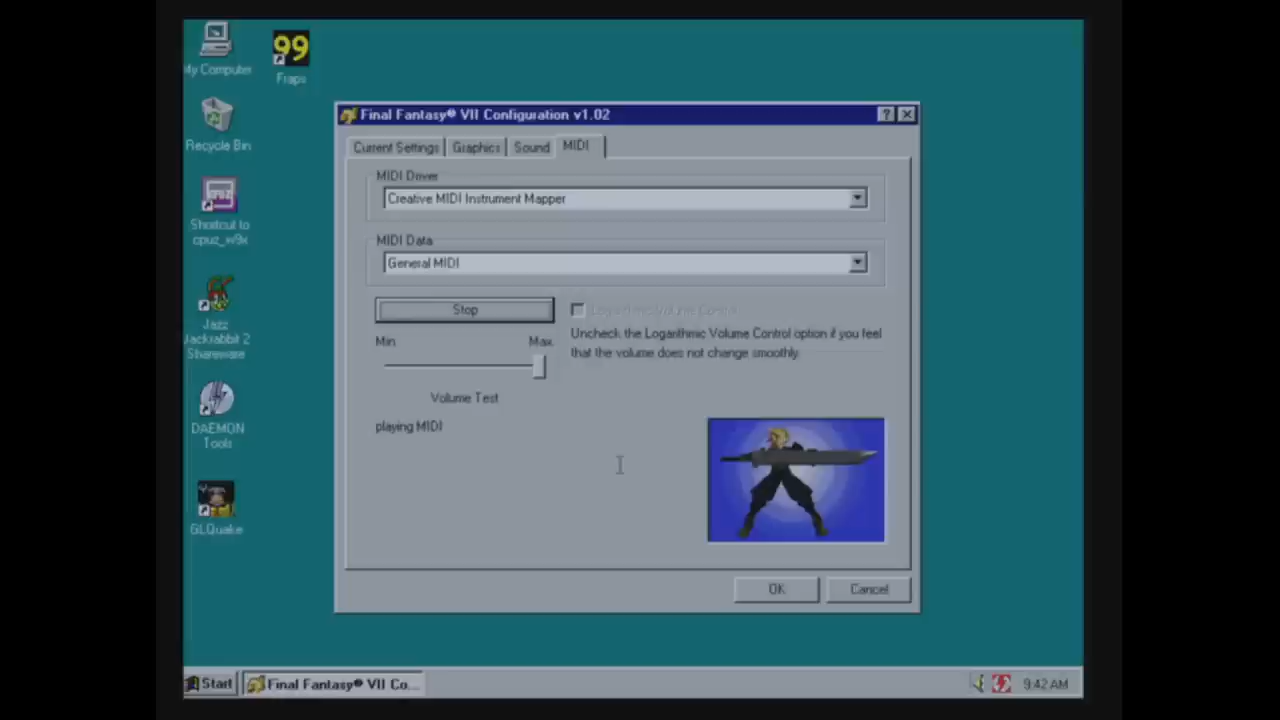 My Computer
99
Fraps
Recycle Bin
Shortcut to
cpuz_w9x
Jazz
Jackrabbit 2
Shareware
DAEMON
Tools
GLQuake
Final Fantasy® VII Configuration v1.02
Current Settings
Graphics
Sound
MIDI
MIDI Driver
Creative MIDI Instrument Mapper
MIDI Data
General MIDI
Stop
Logarithmic Volume Control
Uncheck the Logarithmic Volume Control option if you feel
that the volume does not change smoothly.
Min
Max
Volume Test
playing MIDI
OK
Cancel
Start
Final Fantasy® VII Co...
9:42 AM